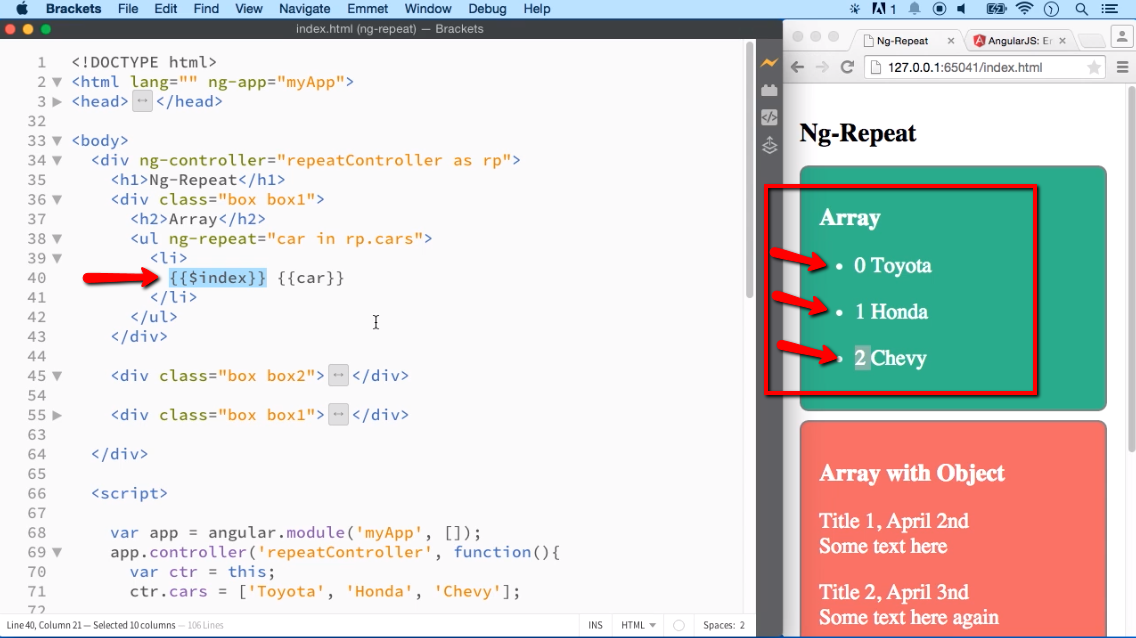 Brackets File Edit Find View Navigate Emmet Window Debug Help 1
index.html (ng-repeat) — Brackets
1 <!DOCTYPE html>
2 <html lang="" ng-app="myApp">
3 <head> </head>
32
33 <body>
34 <div ng-controller="repeatController as rp">
35 <h1>Ng-Repeat</h1>
36 <div class="box box1">
37 <h2>Array</h2>
38 <ul ng-repeat="car in rp.cars">
39 <li>
40 {{$index}} {{car}}
41 </li>
42 </ul>
43 </div>
44
45 <div class="box box2"> </div>
54
55 <div class="box box1"> </div>
63
64 </div>
65
66 <script>
67
68 var app = angular.module('myApp', []);
69 app.controller('repeatController', function(){
70 var ctr = this;
71 ctr.cars = ['Toyota', 'Honda', 'Chevy'];
72
Line 40, Column 21 — Selected 10 columns — 106 Lines
INS HTML Spaces: 2
Ng-Repeat
AngularJS: Er
127.0.0.1:65041/index.html
Ng-Repeat
Array
0 Toyota
1 Honda
2 Chevy
Array with Object
Title 1, April 2nd
Some text here
Title 2, April 3nd
Some text here again